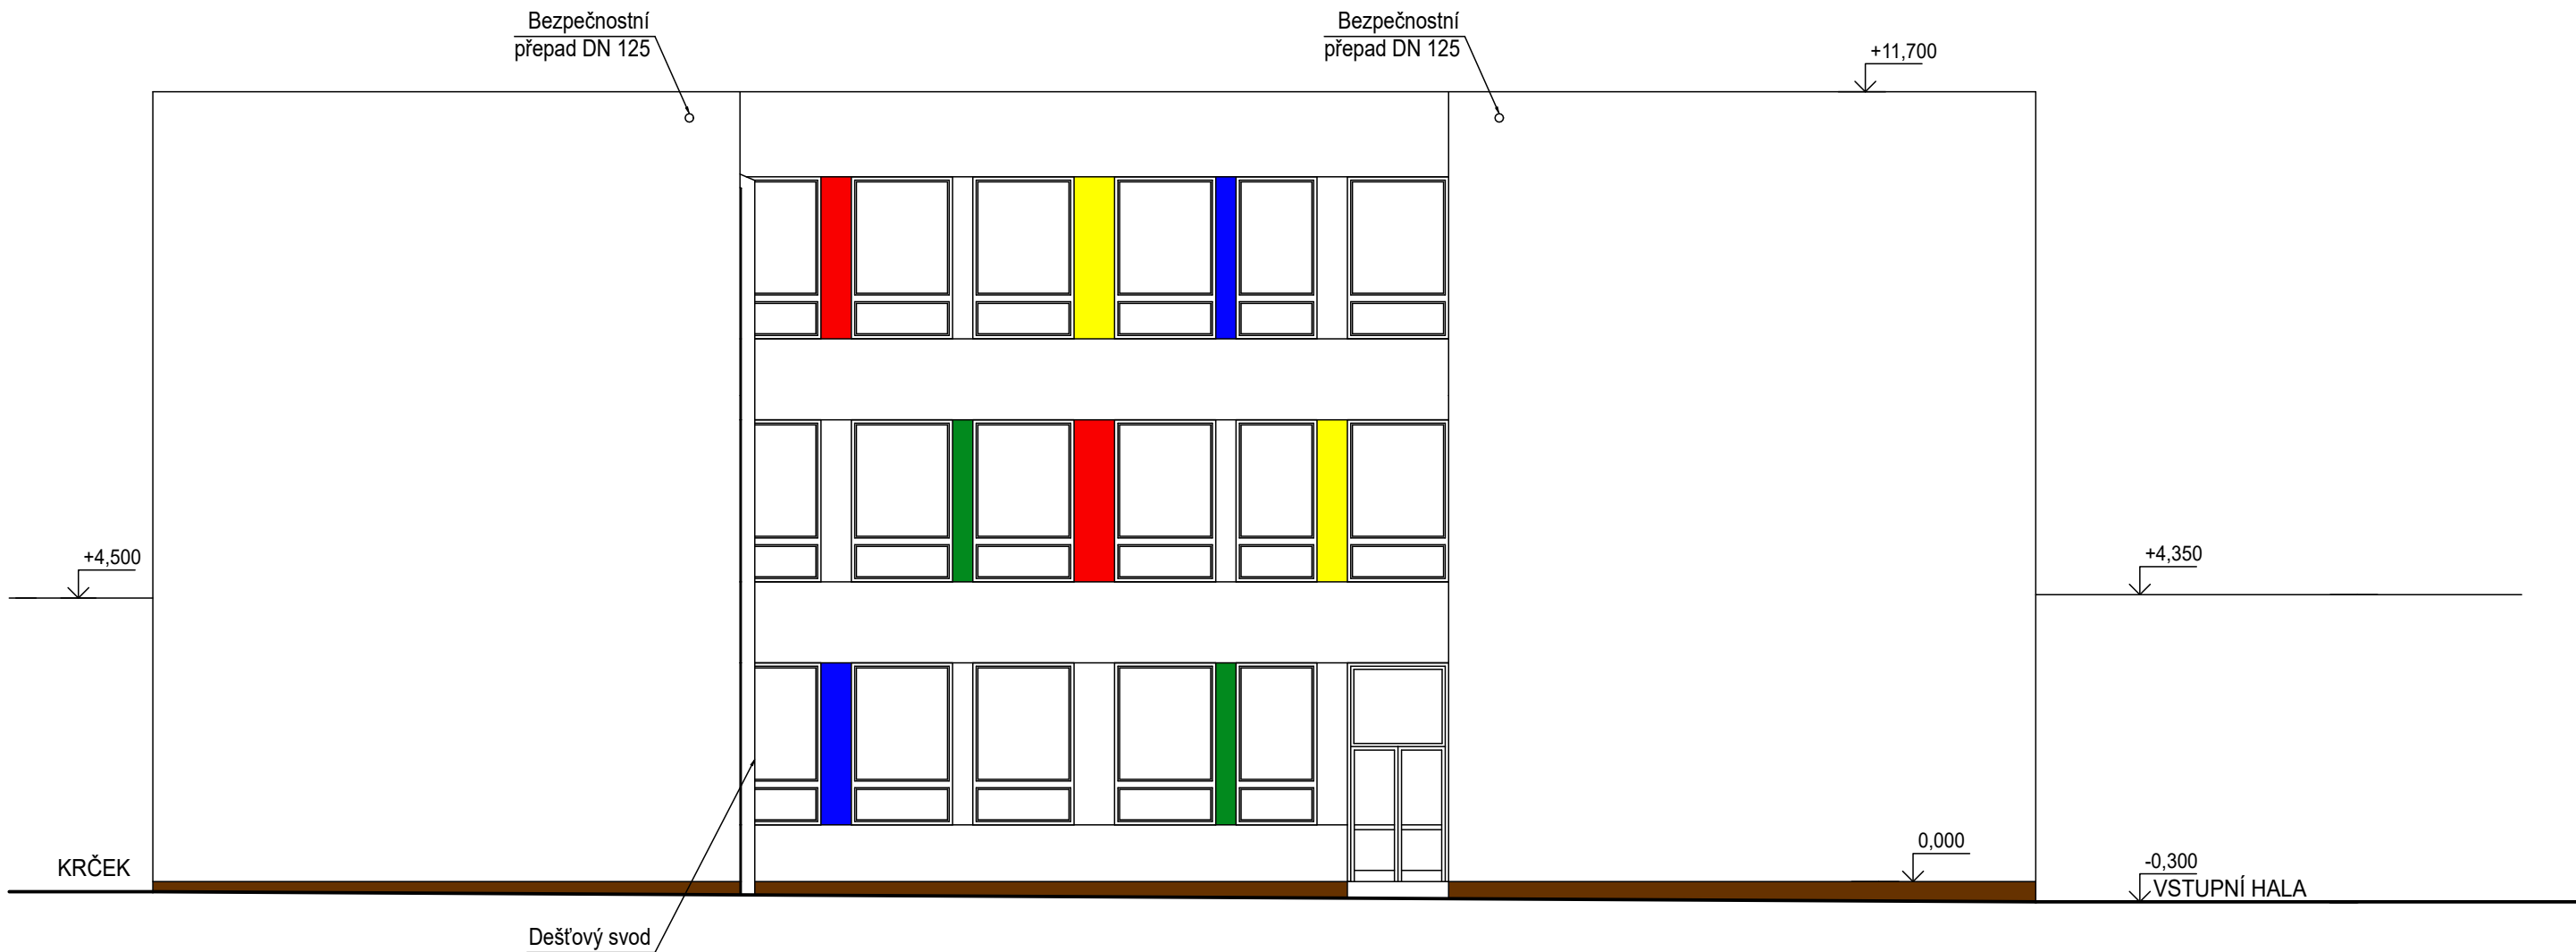 Bezpečnostní
přepad DN 125
Bezpečnostní
přepad DN 125
+11,700
+4,500
+4,350
0,000
KRČEK
-0,300
VSTUPNÍ HALA
Dešťový svod